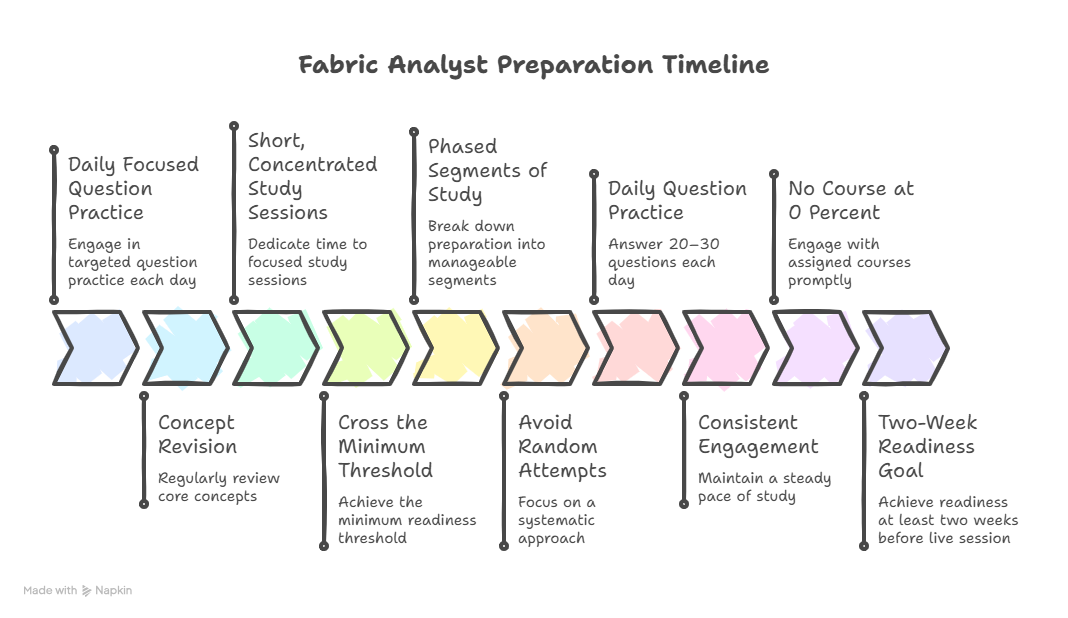 Fabric Analyst Preparation Timeline
Daily Focused
Question
Practice
Engage in
targeted question
practice each day
Short,
Concentrated
Study
Sessions
Dedicate time to
focused study
sessions
Phased
Segments of
Study
Break down
preparation into
manageable
segments
Daily Question
Practice
Answer 20–30
questions each
day
No Course at
0 Percent
Engage with
assigned courses
promptly
Concept
Revision
Regularly review
core concepts
Cross the
Minimum
Threshold
Achieve the
minimum readiness
threshold
Avoid
Random
Attempts
Focus on a
systematic
approach
Consistent
Engagement
Maintain a steady
pace of study
Two-Week
Readiness
Goal
Achieve readiness
at least two weeks
before live session
Made with Napkin